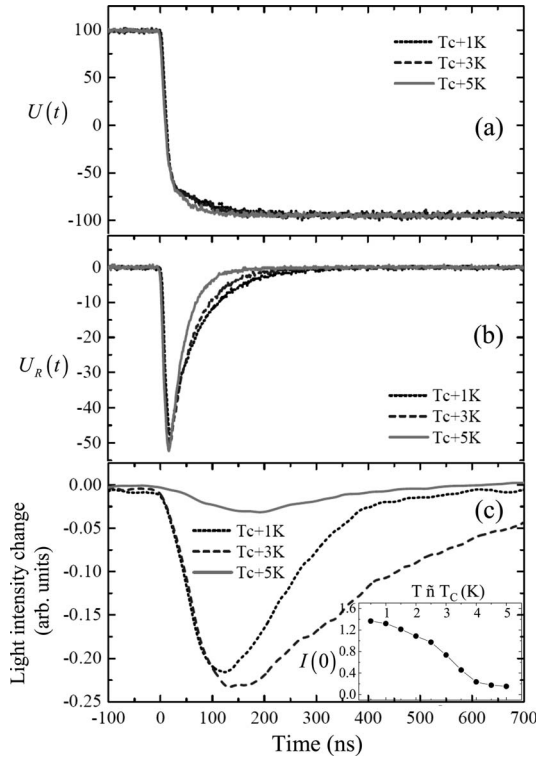 100
50
0
-50
-100
U(t)
Tc+1K
Tc+3K
Tc+5K
(a)
0
-10
-20
-30
-40
-50
U_R(t)
(b)
Tc+1K
Tc+3K
Tc+5K
0.00
-0.05
-0.10
-0.15
-0.20
-0.25
Light intensity change
(arb. units)
(c)
Tc+1K
Tc+3K
Tc+5K
T ñ T_C (K)
0 1 2 3 4 5
1.6
1.2
0.8
0.4
0.0
I(0)
-100 0 100 200 300 400 500 600 700
Time (ns)